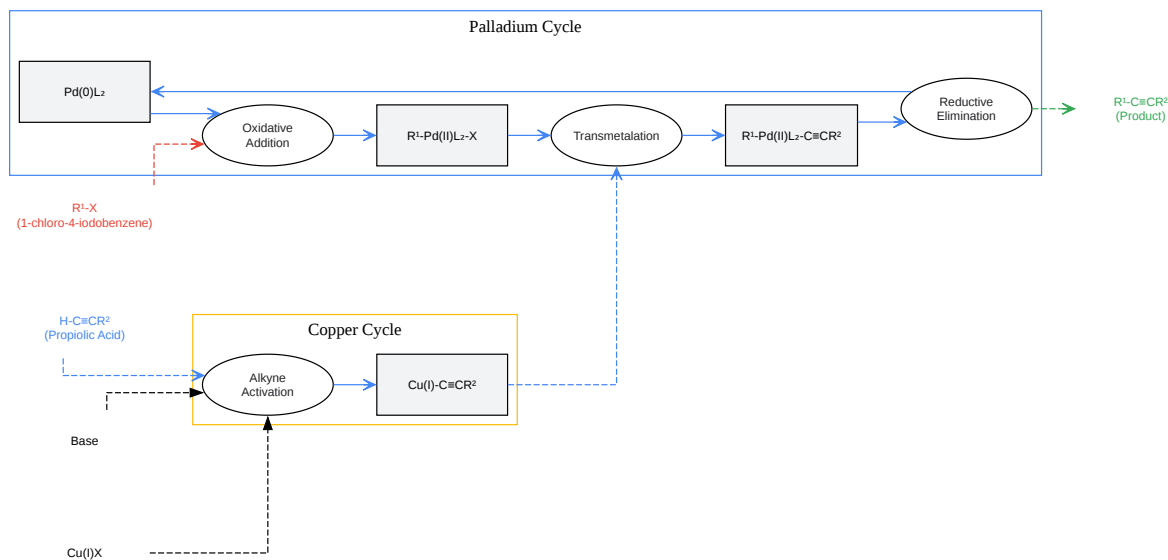 Palladium Cycle
Pd(0)L₂
Oxidative
Addition
R¹-Pd(II)L₂-X
Transmetalation
R¹-Pd(II)L₂-C≡CR²
Reductive
Elimination
R¹-C≡CR²
(Product)
R¹-X
(1-chloro-4-iodobenzene)
H-C≡CR²
(Propiolic Acid)
Copper Cycle
Alkyne
Activation
Cu(I)-C≡CR²
Base
Cu(I)X